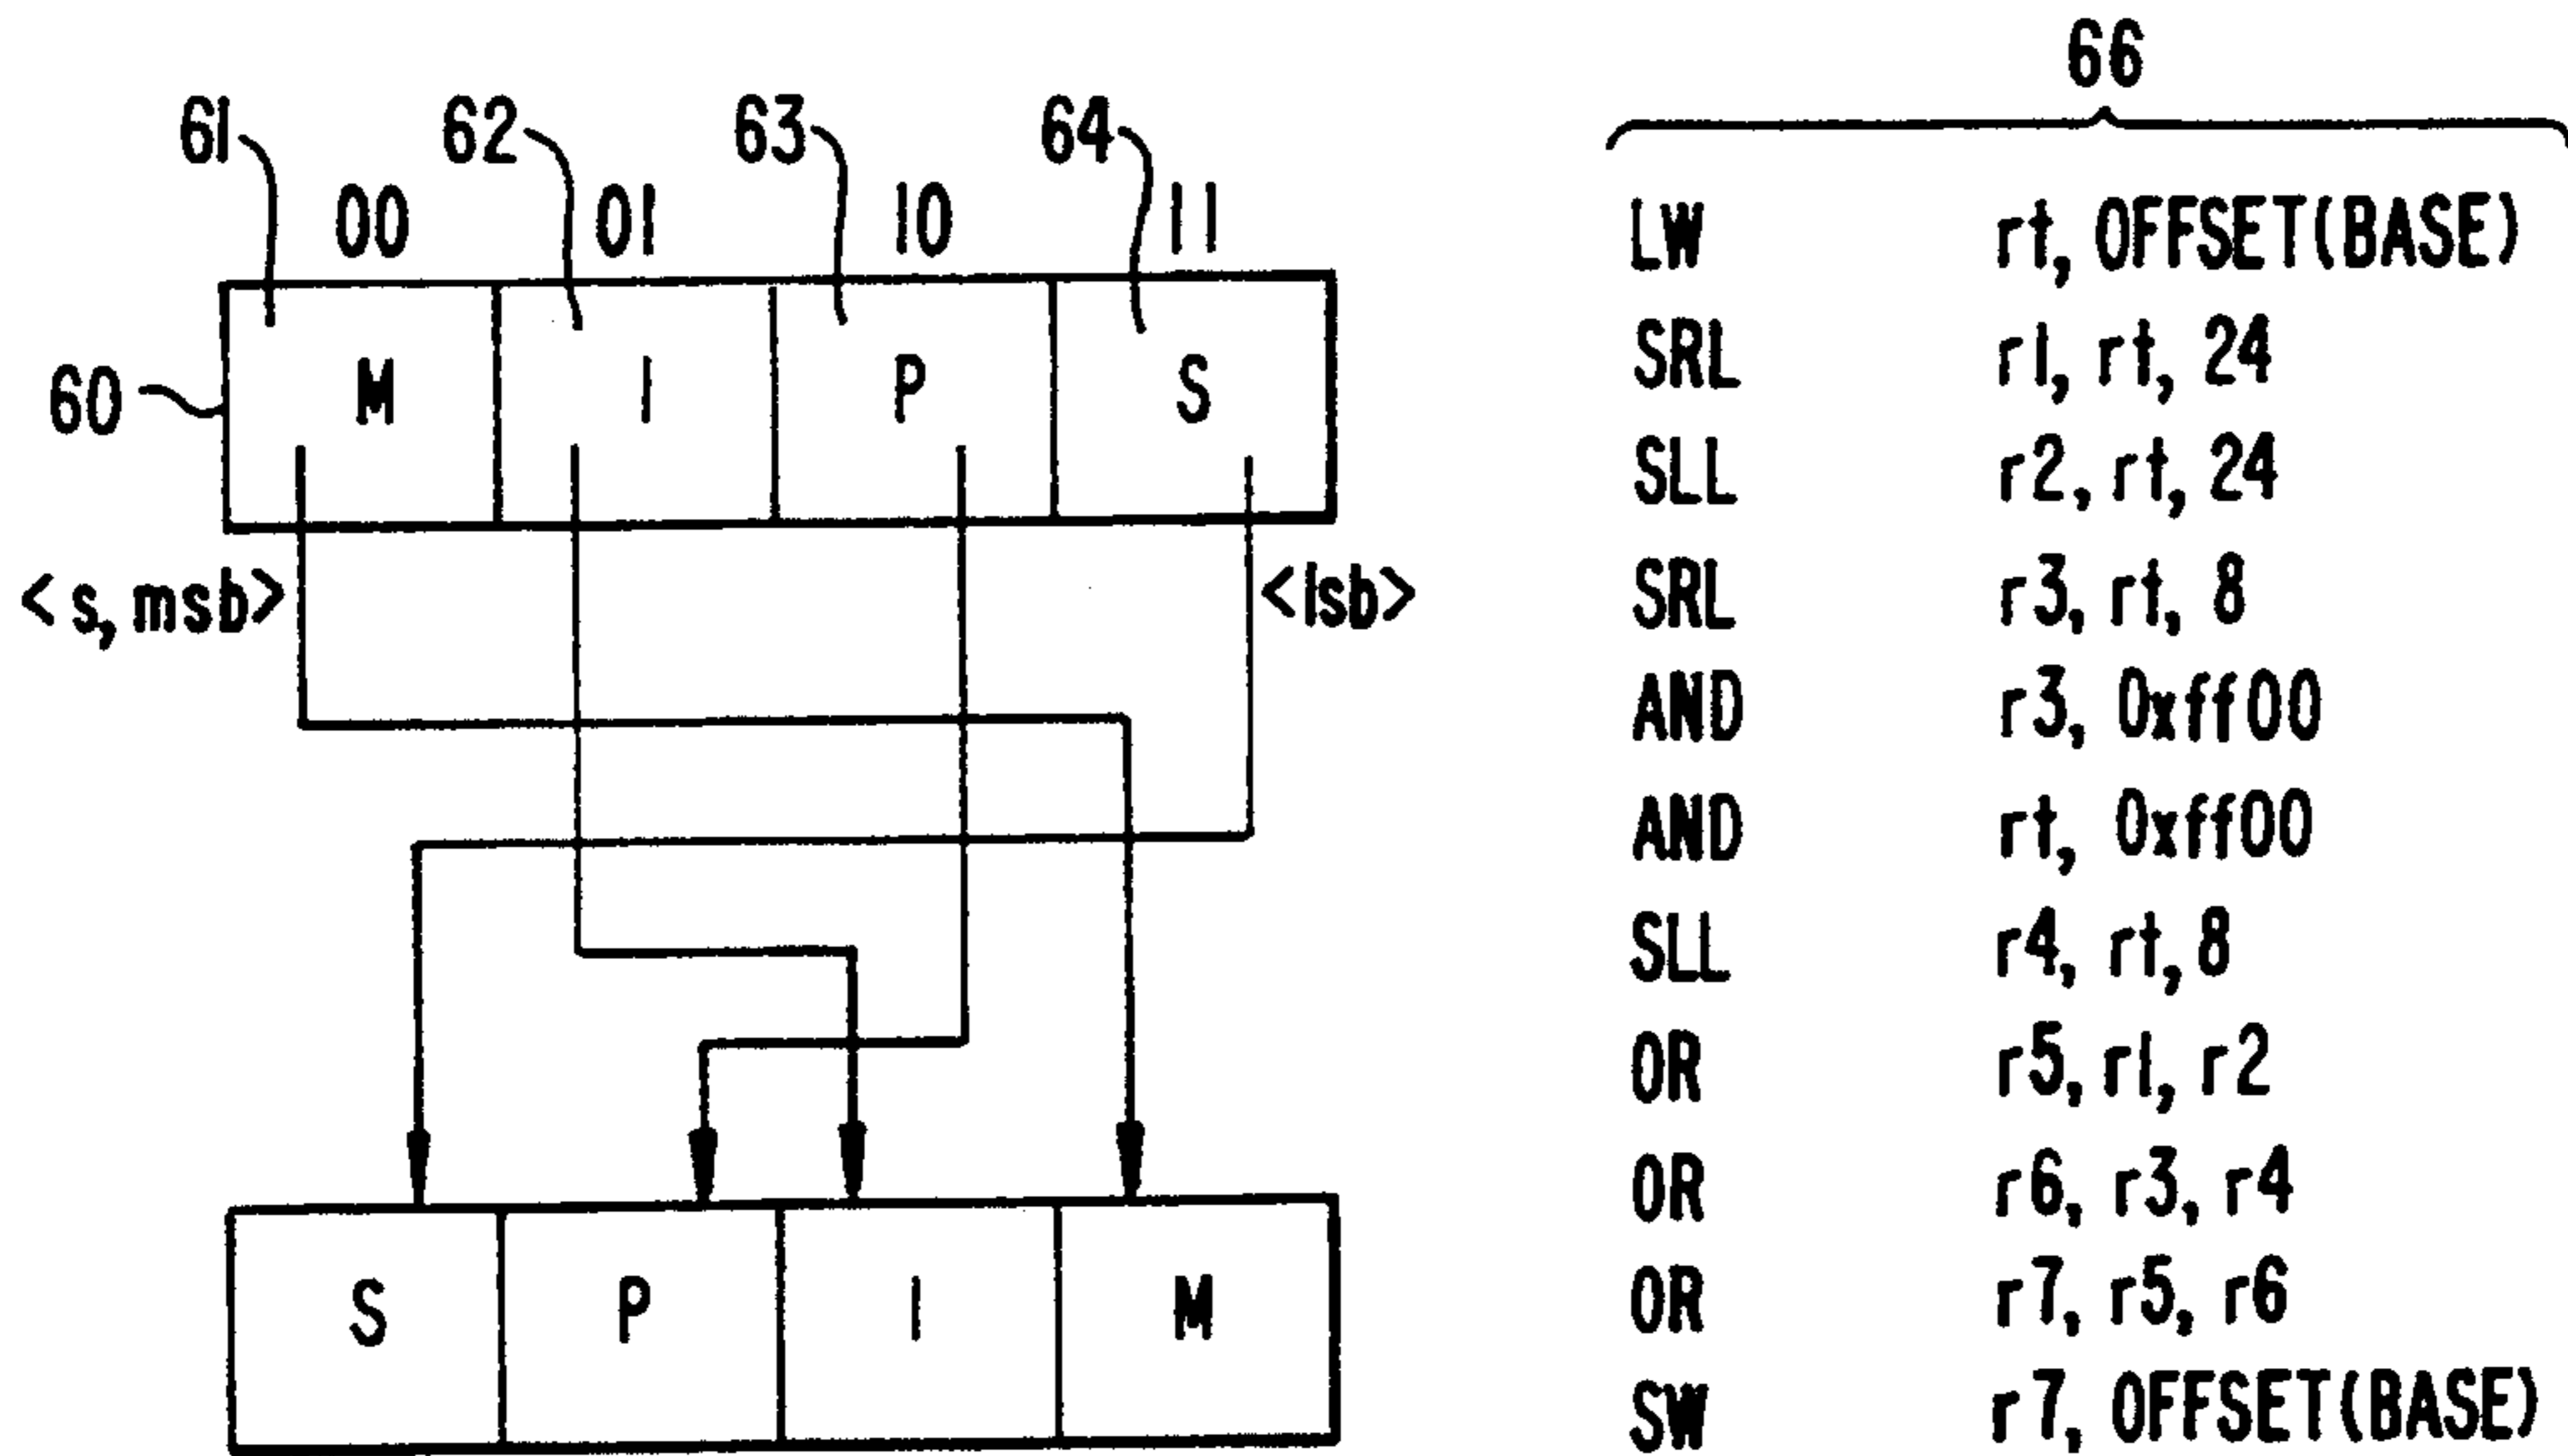 61 62 63 64
00 01 10 11
60
M I P S
<s,msb> <lsb>
S P I M
66
LW rt, OFFSET(BASE)
SRL r1, rt, 24
SLL r2, rt, 24
SRL r3, rt, 8
AND r3, 0xff00
AND rt, 0xff00
SLL r4, rt, 8
OR r5, r1, r2
OR r6, r3, r4
OR r7, r5, r6
SW r7, OFFSET(BASE)